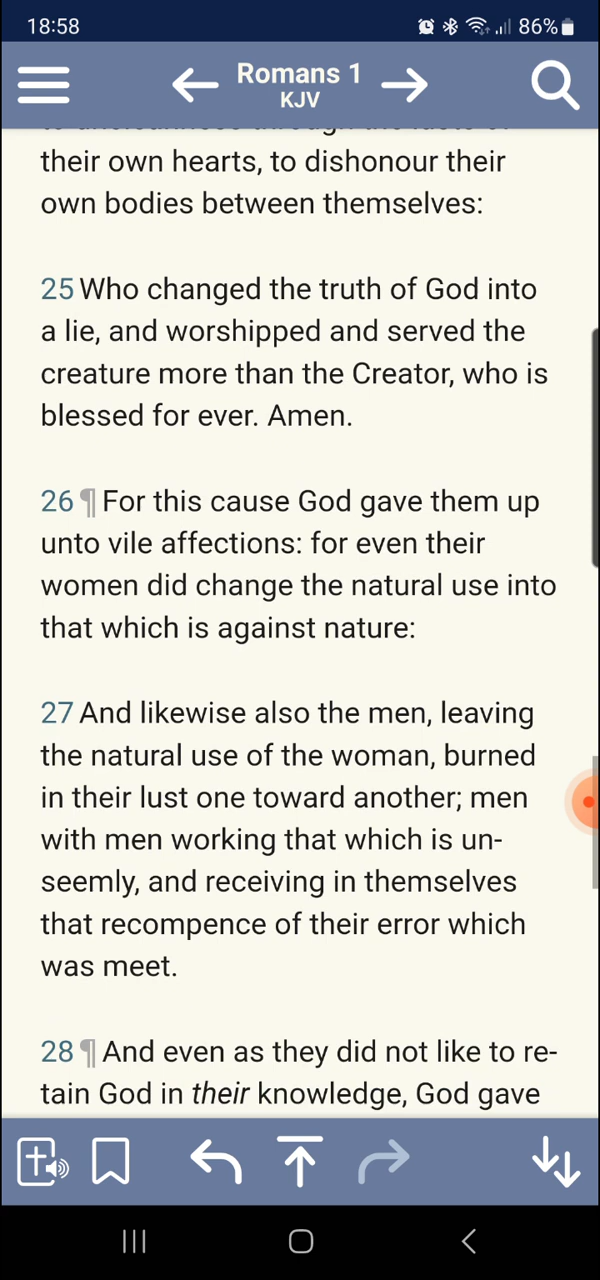 18:58
86%
Romans 1
KJV
their own hearts, to dishonour their
own bodies between themselves:
25 Who changed the truth of God into
a lie, and worshipped and served the
creature more than the Creator, who is
blessed for ever. Amen.
26 ¶ For this cause God gave them up
unto vile affections: for even their
women did change the natural use into
that which is against nature:
27 And likewise also the men, leaving
the natural use of the woman, burned
in their lust one toward another; men
with men working that which is un-
seemly, and receiving in themselves
that recompence of their error which
was meet.
28 ¶ And even as they did not like to re-
tain God in their knowledge, God gave